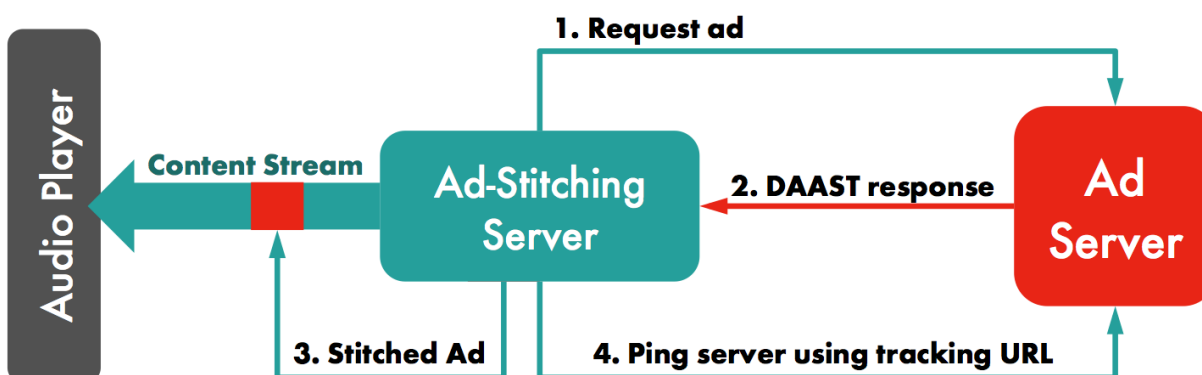 1. Request ad
Audio Player
Content Stream
Ad-Stitching
Server
2. DAAST response
Ad
Server
3. Stitched Ad
4. Ping server using tracking URL